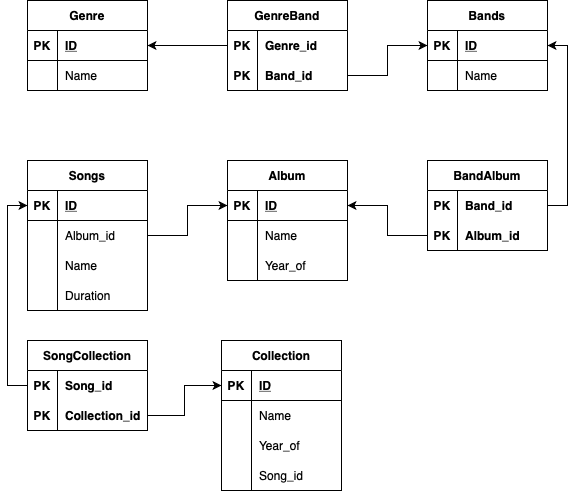 Genre
PK ID
Name
GenreBand
PK Genre_id
PK Band_id
Bands
PK ID
Name
Songs
PK ID
Album_id
Name
Duration
Album
PK ID
Name
Year_of
BandAlbum
PK Band_id
PK Album_id
SongCollection
PK Song_id
PK Collection_id
Collection
PK ID
Name
Year_of
Song_id